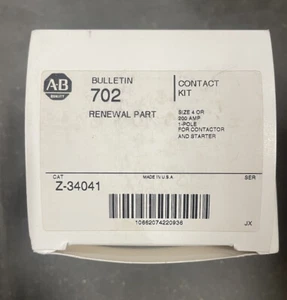 A-B
QUALITY
BULLETIN
702
RENEWAL PART
CONTACT
KIT
SIZE 4 OR
200 AMP
1-POLE
FOR CONTACTOR
AND STARTER
CAT
MADE IN U.S.A.
SER
Z-34041
10662074220936
JX